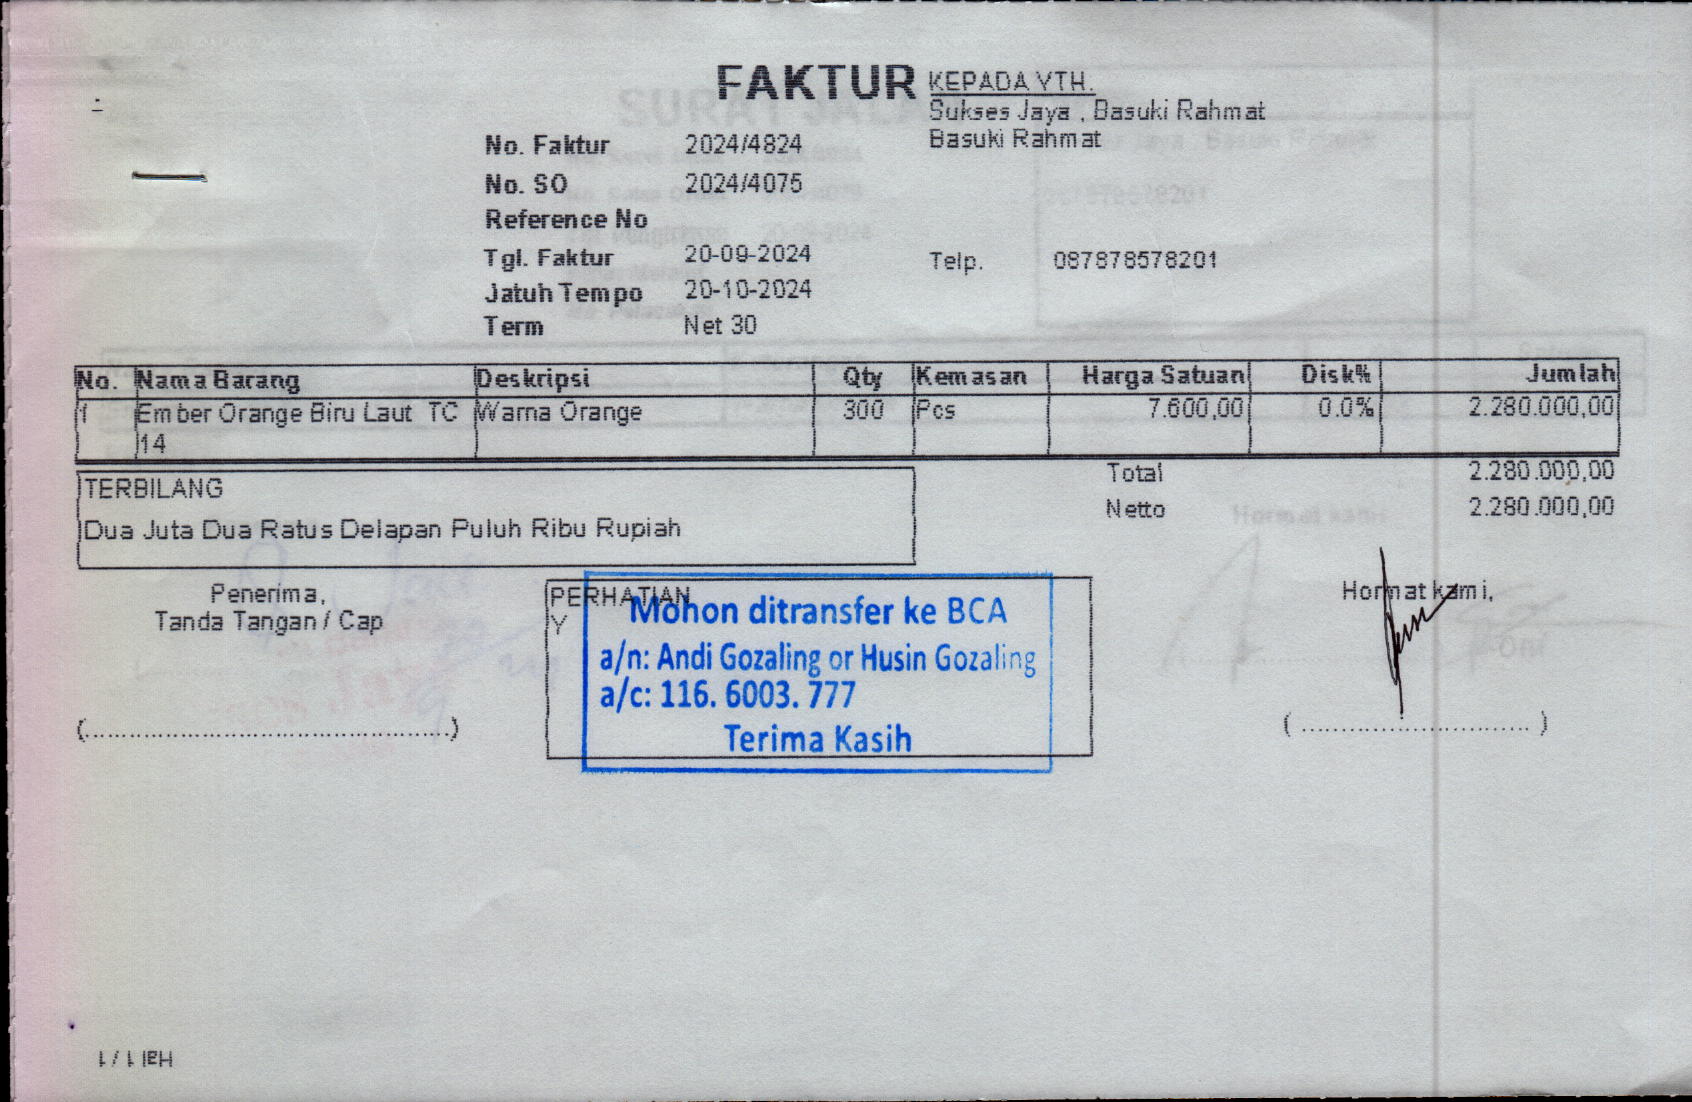 FAKTUR
KEPADA YTH.
Sukses Jaya , Basuki Rahmat
Basuki Rahmat
No. Faktur 2024/4824
No. SO 2024/4075
Reference No
Tgl. Faktur 20-09-2024
Telp. 087878578201
Jatuh Tempo 20-10-2024
Term Net 30
No. Nama Barang Deskripsi Qty Kemasan Harga Satuan Disk% Jumlah
1 Ember Orange Biru Laut TC Warna Orange 300 Pcs 7.600,00 0.0% 2.280.000,00
14
Total 2.280.000,00
Netto 2.280.000,00
TERBILANG
Dua Juta Dua Ratus Delapan Puluh Ribu Rupiah
Penerima,
Tanda Tangan / Cap
(..............................................)
PERHATIAN
Y
Mohon ditransfer ke BCA
a/n: Andi Gozaling or Husin Gozaling
a/c: 116. 6003. 777
Terima Kasih
Hormat kami,
( ............................. )
Hal 1 / 1